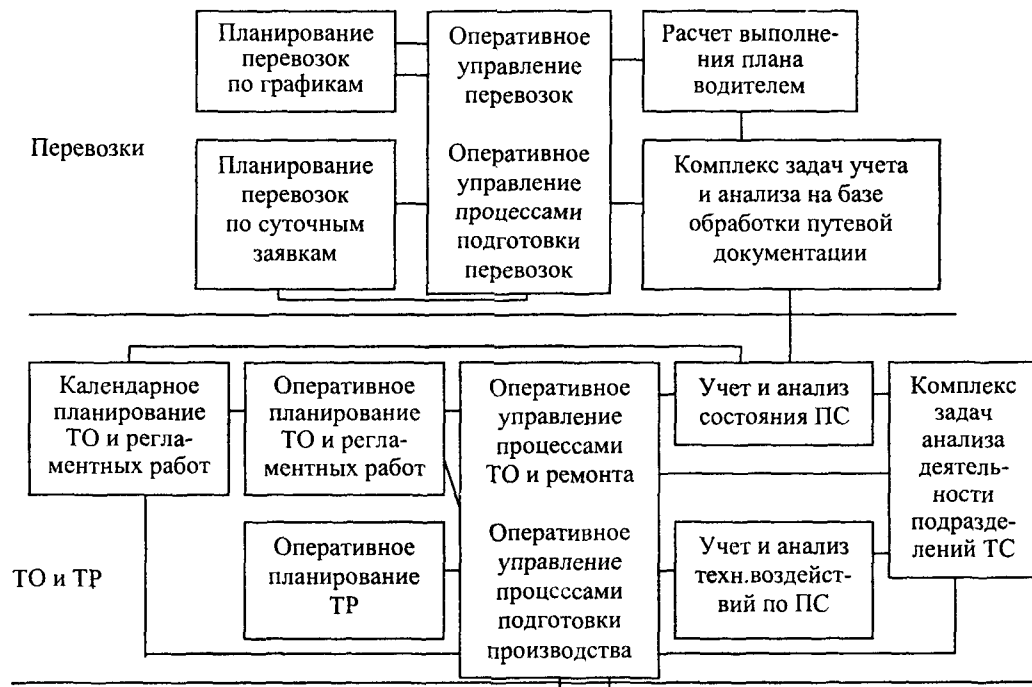 Планирование
перевозок
по графикам
Оперативное
управление
перевозок
Расчет выполне-
ния плана
водителем
Перевозки
Планирование
перевозок
по суточным
заявкам
Оперативное
управление
процессами
подготовки
перевозок
Комплекс задач учета
и анализа на базе
обработки путевой
документации
Календарное
планирование
ТО и регла-
ментных работ
Оперативное
планирование
ТО и регла-
ментных работ
Оперативное
управление
процессами
ТО и ремонта
Учет и анализ
состояния ПС
Комплекс
задач
анализа
деятель-
ности
подразде-
лений ТС
ТО и ТР
Оперативное
планирование
ТР
Оперативное
управление
процессами
подготовки
производства
Учет и анализ
техн.воздейст-
вий по ПС